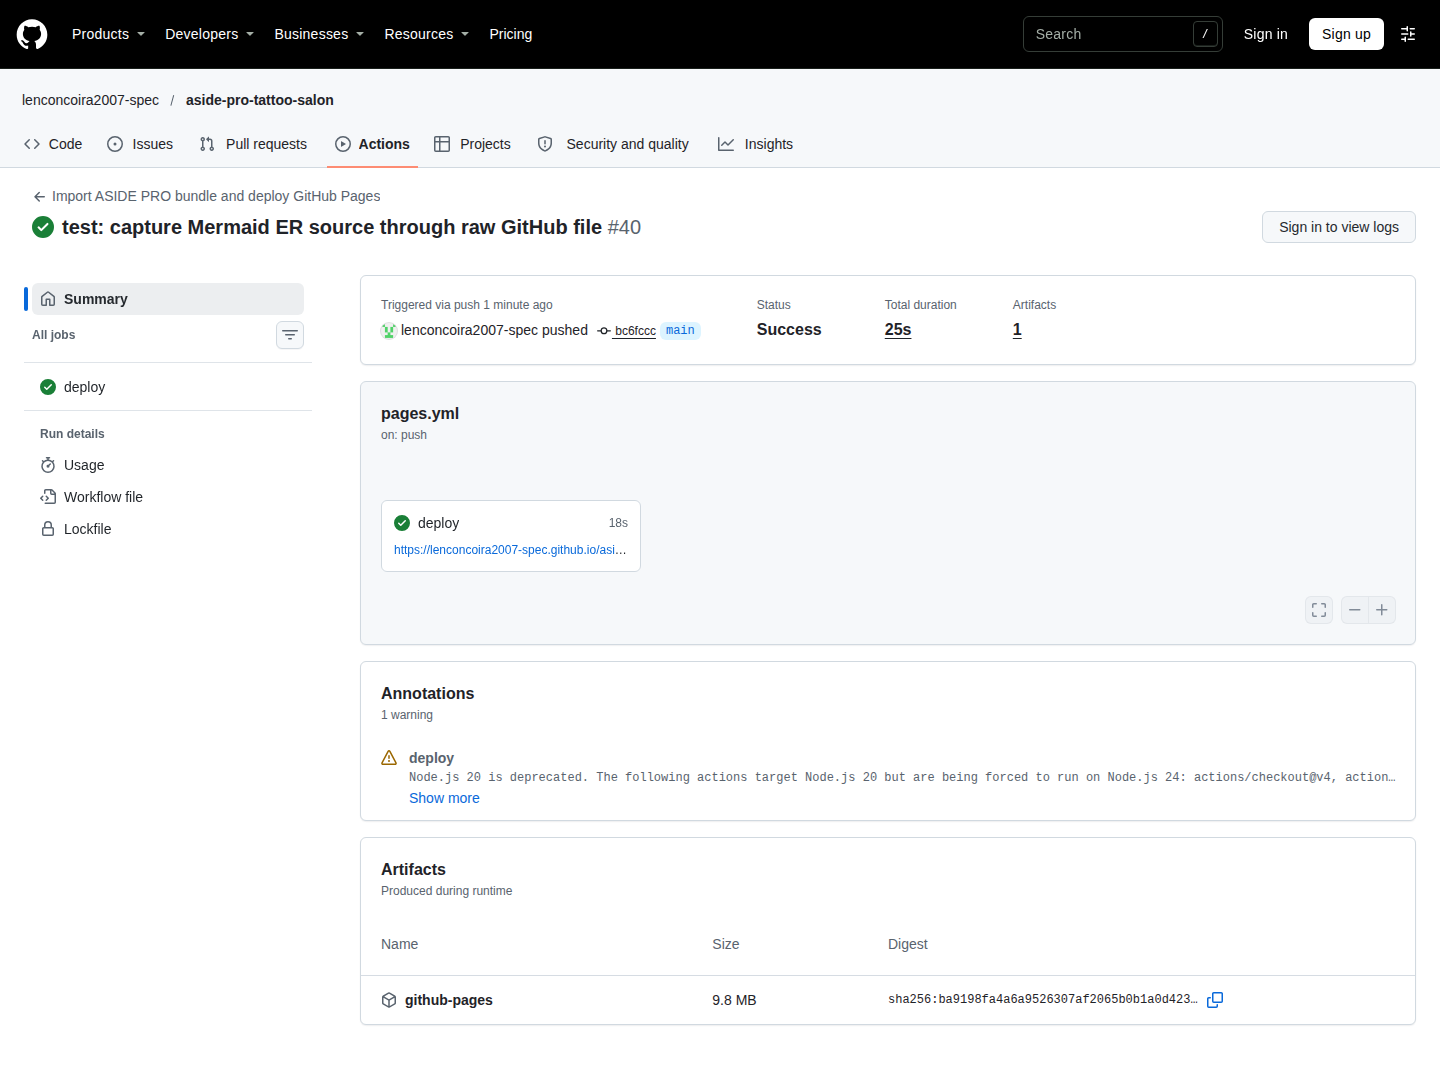 Products Developers Businesses Resources Pricing Search / Sign in Sign up
lenconcoira2007-spec / aside-pro-tattoo-salon
Code Issues Pull requests Actions Projects Security and quality Insights
Import ASIDE PRO bundle and deploy GitHub Pages
test: capture Mermaid ER source through raw GitHub file #40
Sign in to view logs
Summary
All jobs
deploy
Run details
Usage
Workflow file
Lockfile
Triggered via push 1 minute ago
lenconcoira2007-spec pushed bc6fccc main
Status
Success
Total duration
25s
Artifacts
1
pages.yml
on: push
deploy 18s
https://lenconcoira2007-spec.github.io/asi…
Annotations
1 warning
deploy
Node.js 20 is deprecated. The following actions target Node.js 20 but are being forced to run on Node.js 24: actions/checkout@v4, action…
Show more
Artifacts
Produced during runtime
Name Size Digest
github-pages 9.8 MB sha256:ba9198fa4a6a9526307af2065b0b1a0d423…